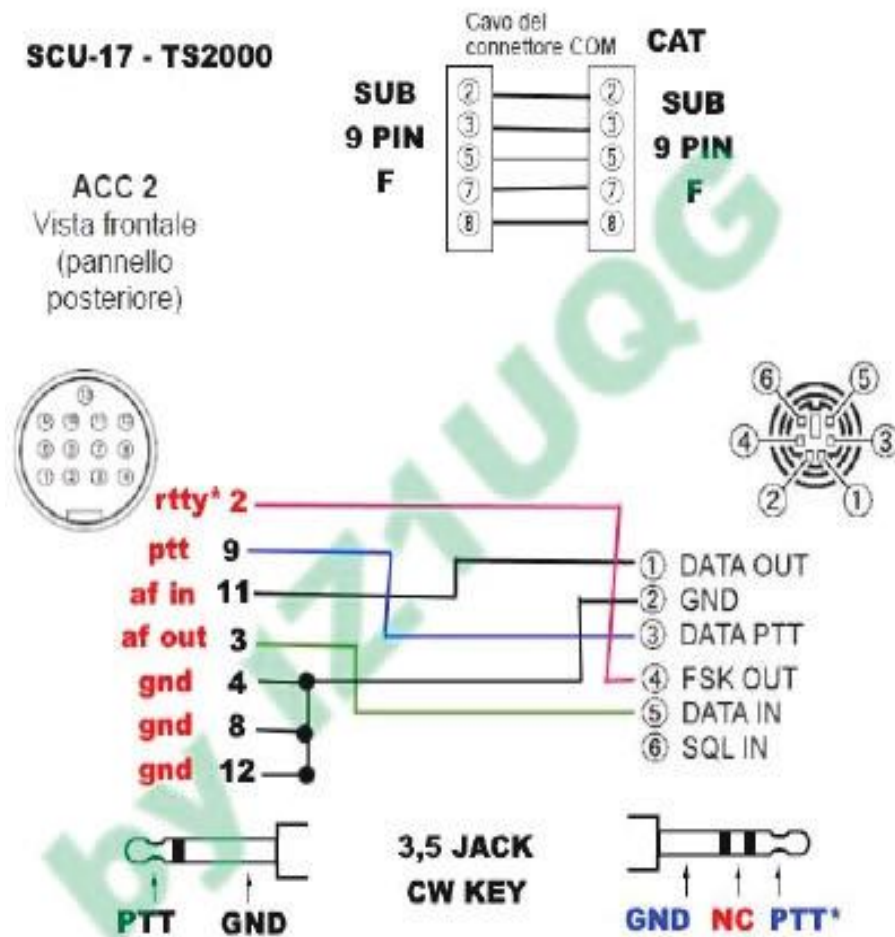 SCU-17 - TS2000
Cavo del
connettore COM
CAT
SUB
9 PIN
F
② ②
③ ③
⑤ ⑤
⑦ ⑦
⑧ ⑧
SUB
9 PIN
F
ACC 2
Vista frontale
(pannello
posteriore)
⑥ ⑤
④ ③
② ①
rtty* 2
ptt 9
af in 11
af out 3
gnd 4
gnd 8
gnd 12
① DATA OUT
② GND
③ DATA PTT
④ FSK OUT
⑤ DATA IN
⑥ SQL IN
3,5 JACK
CW KEY
PTT GND
GND NC PTT*
by IZ1UQG